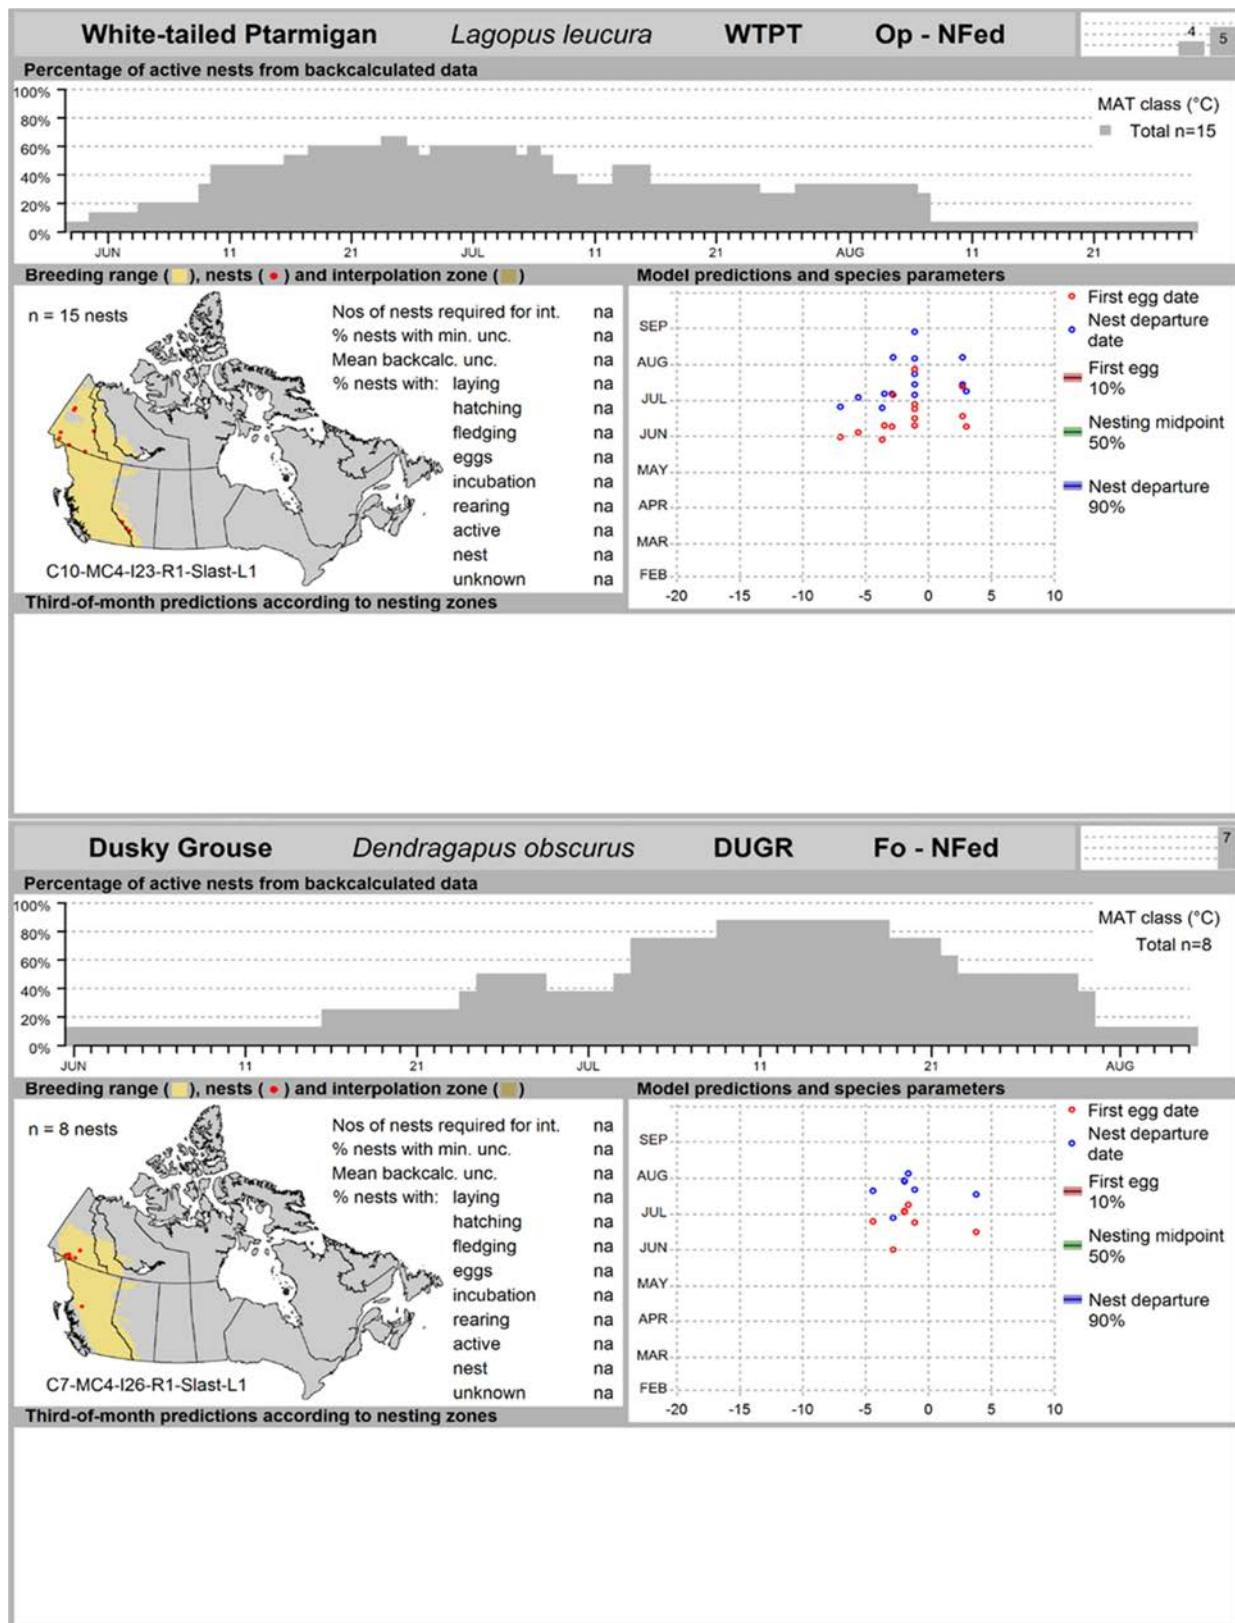 White-tailed Ptarmigan Lagopus leucura WTPT Op - NFed 4 5
Percentage of active nests from backcalculated data
100%
80%
60%
40%
20%
0%
MAT class (°C)
Total n=15
JUN 11 21 JUL 11 21 AUG 11 21
Breeding range ( ), nests ( ) and interpolation zone ( )
n = 15 nests
Nos of nests required for int. na
% nests with min. unc. na
Mean backcalc. unc. na
% nests with: laying na
hatching na
fledging na
eggs na
incubation na
rearing na
active na
nest na
unknown na
C10-MC4-I23-R1-Slast-L1
Model predictions and species parameters
SEP
AUG
JUL
JUN
MAY
APR
MAR
FEB
-20 -15 -10 -5 0 5 10
First egg date
Nest departure
date
First egg
10%
Nesting midpoint
50%
Nest departure
90%
Third-of-month predictions according to nesting zones
Dusky Grouse Dendragapus obscurus DUGR Fo - NFed 7
Percentage of active nests from backcalculated data
100%
80%
60%
40%
20%
0%
MAT class (°C)
Total n=8
JUN 11 21 JUL 11 21 AUG
Breeding range ( ), nests ( ) and interpolation zone ( )
n = 8 nests
Nos of nests required for int. na
% nests with min. unc. na
Mean backcalc. unc. na
% nests with: laying na
hatching na
fledging na
eggs na
incubation na
rearing na
active na
nest na
unknown na
C7-MC4-I26-R1-Slast-L1
Model predictions and species parameters
SEP
AUG
JUL
JUN
MAY
APR
MAR
FEB
-20 -15 -10 -5 0 5 10
First egg date
Nest departure
date
First egg
10%
Nesting midpoint
50%
Nest departure
90%
Third-of-month predictions according to nesting zones